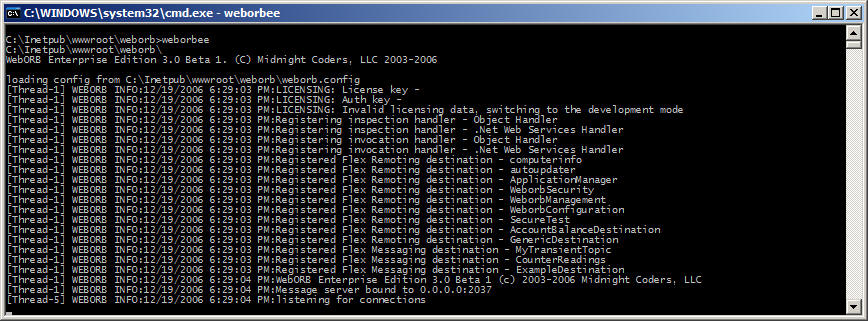 C:\WINDOWS\system32\cmd.exe - weborbee
C:\Inetpub\wwwroot\weborb>weborbee
C:\Inetpub\wwwroot\weborb\
WebORB Enterprise Edition 3.0 Beta 1. (C) Midnight Coders, LLC 2003-2006
loading config from C:\Inetpub\wwwroot\weborb\weborb.config
[Thread-1] WEBORB INFO:12/19/2006 6:29:03 PM:LICENSING: License key -
[Thread-1] WEBORB INFO:12/19/2006 6:29:03 PM:LICENSING: Auth key -
[Thread-1] WEBORB INFO:12/19/2006 6:29:03 PM:LICENSING: Invalid licensing data, switching to the development mode
[Thread-1] WEBORB INFO:12/19/2006 6:29:03 PM:Registering inspection handler - Object Handler
[Thread-1] WEBORB INFO:12/19/2006 6:29:03 PM:Registering inspection handler - .Net Web Services Handler
[Thread-1] WEBORB INFO:12/19/2006 6:29:03 PM:Registering invocation handler - Object Handler
[Thread-1] WEBORB INFO:12/19/2006 6:29:03 PM:Registering invocation handler - .Net Web Services Handler
[Thread-1] WEBORB INFO:12/19/2006 6:29:03 PM:Registered Flex Remoting destination - computerinfo
[Thread-1] WEBORB INFO:12/19/2006 6:29:03 PM:Registered Flex Remoting destination - autoupdater
[Thread-1] WEBORB INFO:12/19/2006 6:29:03 PM:Registered Flex Remoting destination - ApplicationManager
[Thread-1] WEBORB INFO:12/19/2006 6:29:03 PM:Registered Flex Remoting destination - WeborbSecurity
[Thread-1] WEBORB INFO:12/19/2006 6:29:03 PM:Registered Flex Remoting destination - WeborbManagement
[Thread-1] WEBORB INFO:12/19/2006 6:29:03 PM:Registered Flex Remoting destination - WeborbConfiguration
[Thread-1] WEBORB INFO:12/19/2006 6:29:03 PM:Registered Flex Remoting destination - SecureTest
[Thread-1] WEBORB INFO:12/19/2006 6:29:03 PM:Registered Flex Remoting destination - AccountBalanceDestination
[Thread-1] WEBORB INFO:12/19/2006 6:29:03 PM:Registered Flex Remoting destination - GenericDestination
[Thread-1] WEBORB INFO:12/19/2006 6:29:03 PM:Registered Flex Messaging destination - MyTransientTopic
[Thread-1] WEBORB INFO:12/19/2006 6:29:03 PM:Registered Flex Messaging destination - CounterReadings
[Thread-1] WEBORB INFO:12/19/2006 6:29:03 PM:Registered Flex Messaging destination - ExampleDestination
[Thread-1] WEBORB INFO:12/19/2006 6:29:04 PM:WebORB Enterprise Edition 3.0 Beta 1 (c) 2003-2006 Midnight Coders, LLC
[Thread-1] WEBORB INFO:12/19/2006 6:29:04 PM:Message server bound to 0.0.0.0:2037
[Thread-5] WEBORB INFO:12/19/2006 6:29:04 PM:listening for connections